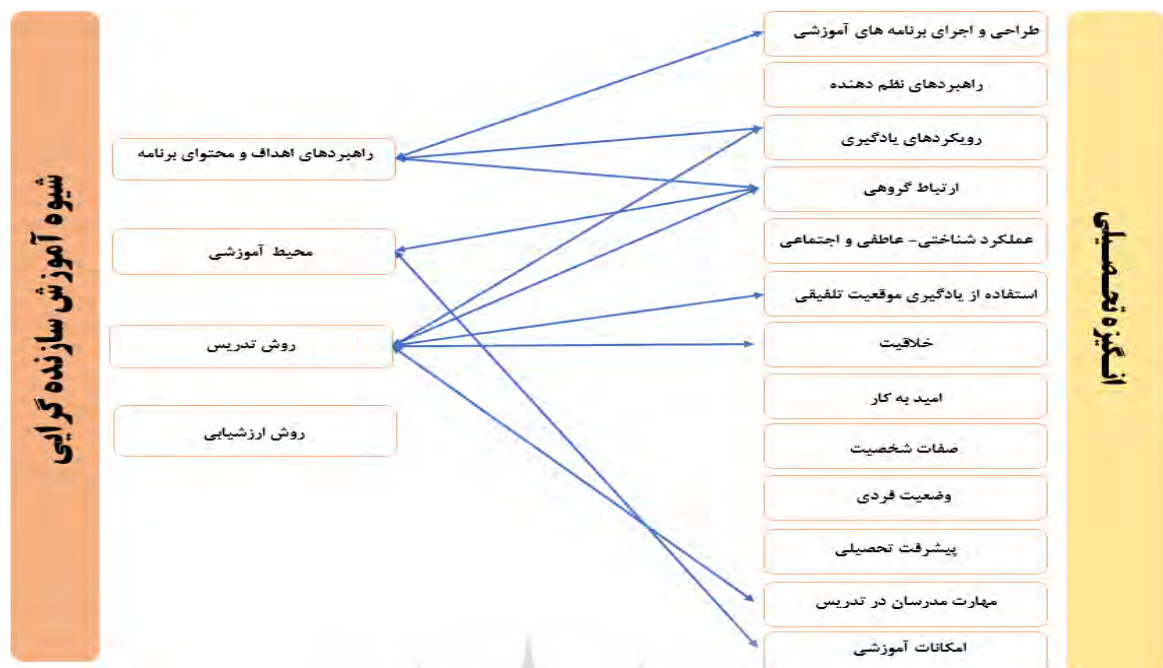 انگیزه تحصیلی
طراحی و اجرای برنامه های آموزشی
راهبردهای نظم دهنده
رویکردهای یادگیری
ارتباط گروهی
عملکرد شناختی- عاطفی و اجتماعی
استفاده از یادگیری موقعیت تلفیقی
خلاقیت
امید به کار
صفات شخصیت
وضعیت فردی
پیشرفت تحصیلی
مهارت مدرسان در تدریس
امکانات آموزشی
راهبردهای اهداف و محتوای برنامه
محیط آموزشی
روش تدریس
روش ارزشیابی
شیوه آموزش سازنده گرایی